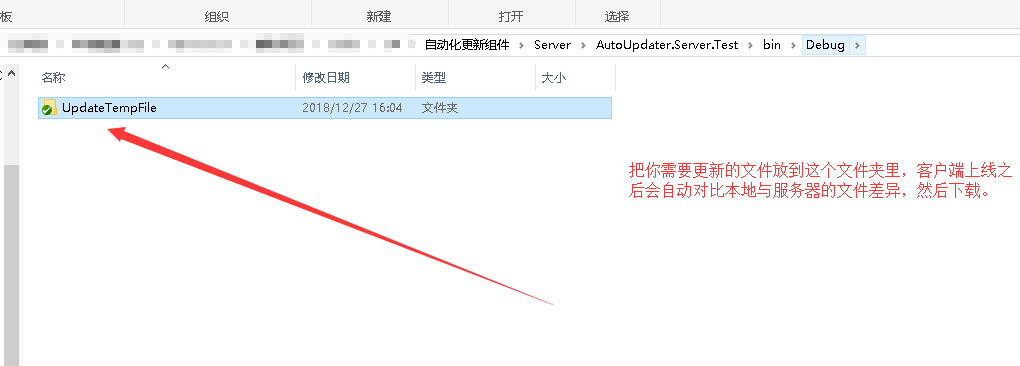 板 组织 新建 打开 选择
自动化更新组件 > Server > AutoUpdater.Server.Test > bin > Debug >
名称 修改日期 类型 大小
UpdateTempFile 2018/12/27 16:04 文件夹
把你需要更新的文件放到这个文件夹里，客户端上线之
后会自动对比本地与服务器的文件差异，然后下载。